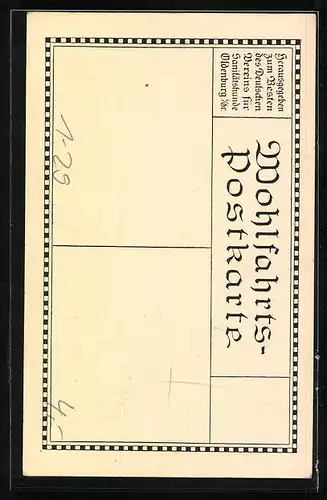 Herausgegeben
zum Besten
des Deutschen
Vereins für
Sanitätshunde
Oldenburg i/Gr.
Wohlfahrts-
Postkarte
1-29
4,-